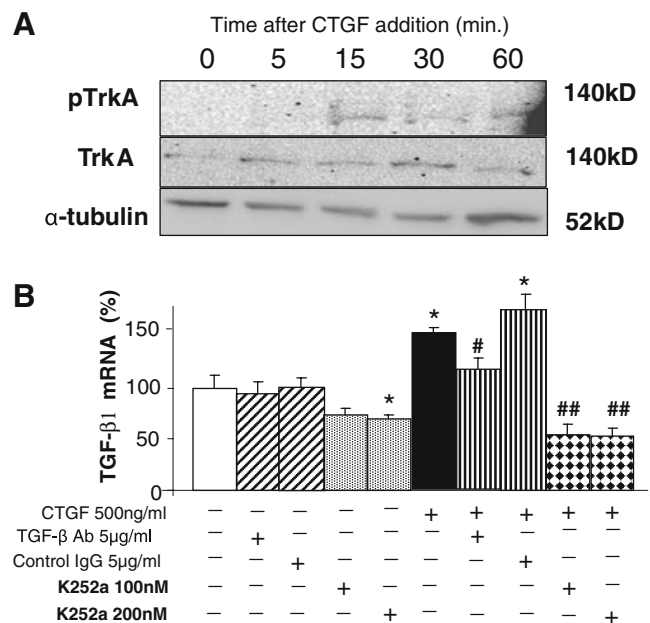 A
Time after CTGF addition (min.)
0 5 15 30 60
pTrkA 140kD
TrkA 140kD
α-tubulin 52kD
B
TGF-β1 mRNA (%)
150
100
50
0
* * # * ## ##
CTGF 500ng/ml − − − − − + + + + +
TGF-β Ab 5μg/ml − + − − − − + − − −
Control IgG 5μg/ml − − + − − − − + − −
K252a 100nM − − − + − − − − + −
K252a 200nM − − − − + − − − − +